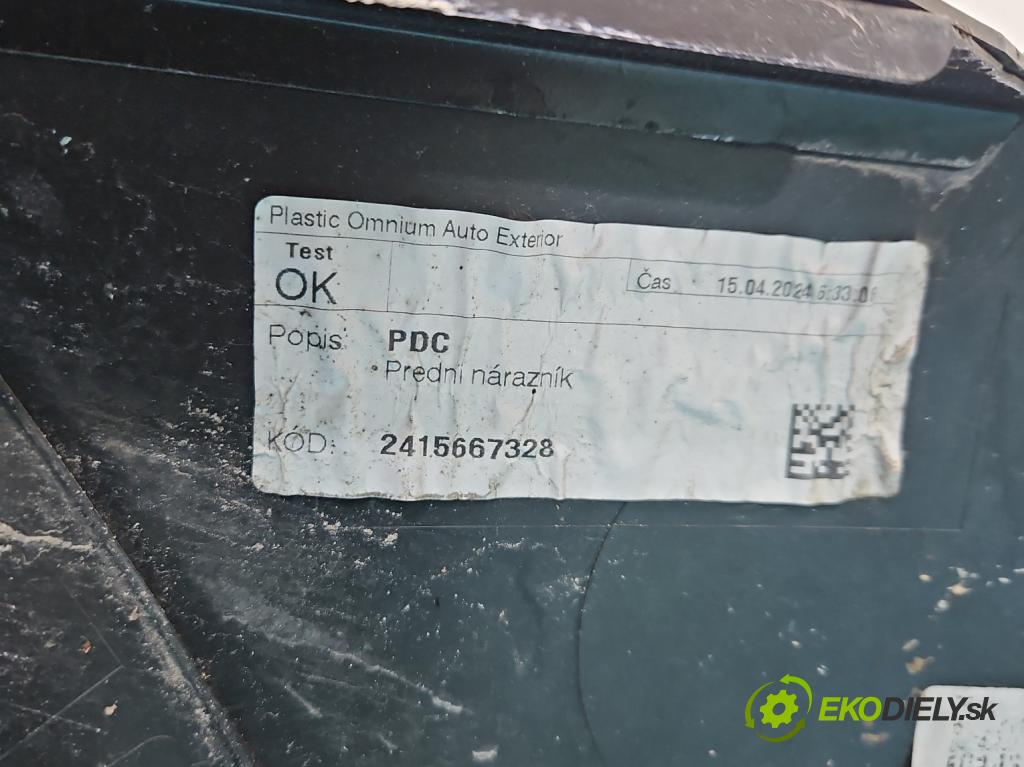 Plastic Omnium Auto Exterior
Test
OK
Čas 15.04.2024
Popis: PDC
Predni nárazník
KÓD: 2415667328
EKODIELY.sk